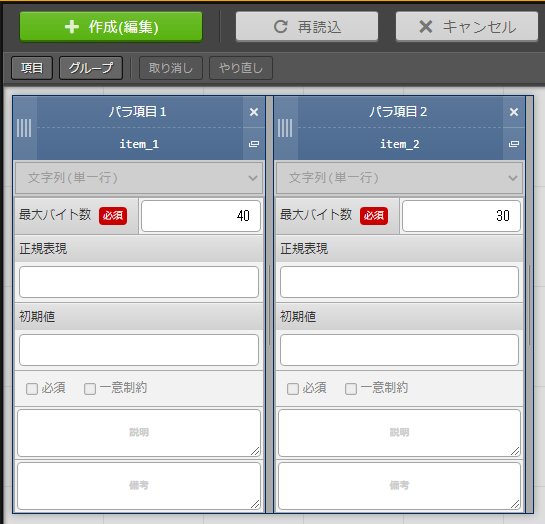 作成(編集) 再読込 キャンセル
項目 グループ 取り消し やり直し
パラ項目1 パラ項目2
item_1 item_2
文字列(単一行) 文字列(単一行)
最大バイト数 必須 40 最大バイト数 必須 30
正規表現 正規表現
初期値 初期値
必須 一意制約 必須 一意制約
説明 説明
備考 備考